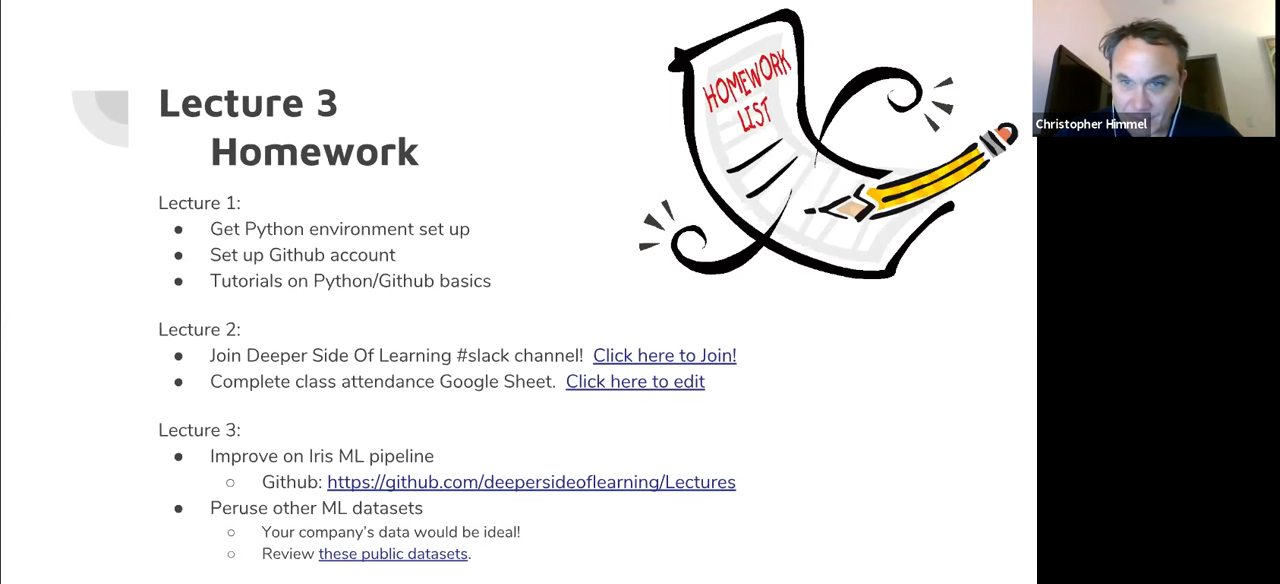 Lecture 3
Homework
HOMEWORK
LIST
Christopher Himmel
Lecture 1:
● Get Python environment set up
● Set up Github account
● Tutorials on Python/Github basics
Lecture 2:
● Join Deeper Side Of Learning #slack channel! Click here to Join!
● Complete class attendance Google Sheet. Click here to edit
Lecture 3:
● Improve on Iris ML pipeline
○ Github: https://github.com/deepersideoflearning/Lectures
● Peruse other ML datasets
○ Your company's data would be ideal!
○ Review these public datasets.